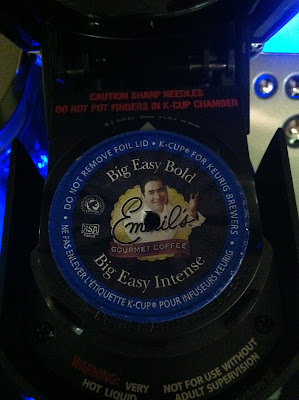 CAUTION SHARP NEEDLES
DO NOT PUT FINGERS IN K-CUP CHAMBER
DO NOT REMOVE FOIL LID • K-CUP® FOR KEURIG BREWERS
Big Easy Bold
Emeril's
GOURMET COFFEE
Big Easy Intense
NE PAS ENLEVER L'ÉTIQUETTE K-CUP® POUR INFUSEURS KEURIG
WARNING: VERY
HOT LIQUID
NOT FOR USE WITHOUT
ADULT SUPERVISION